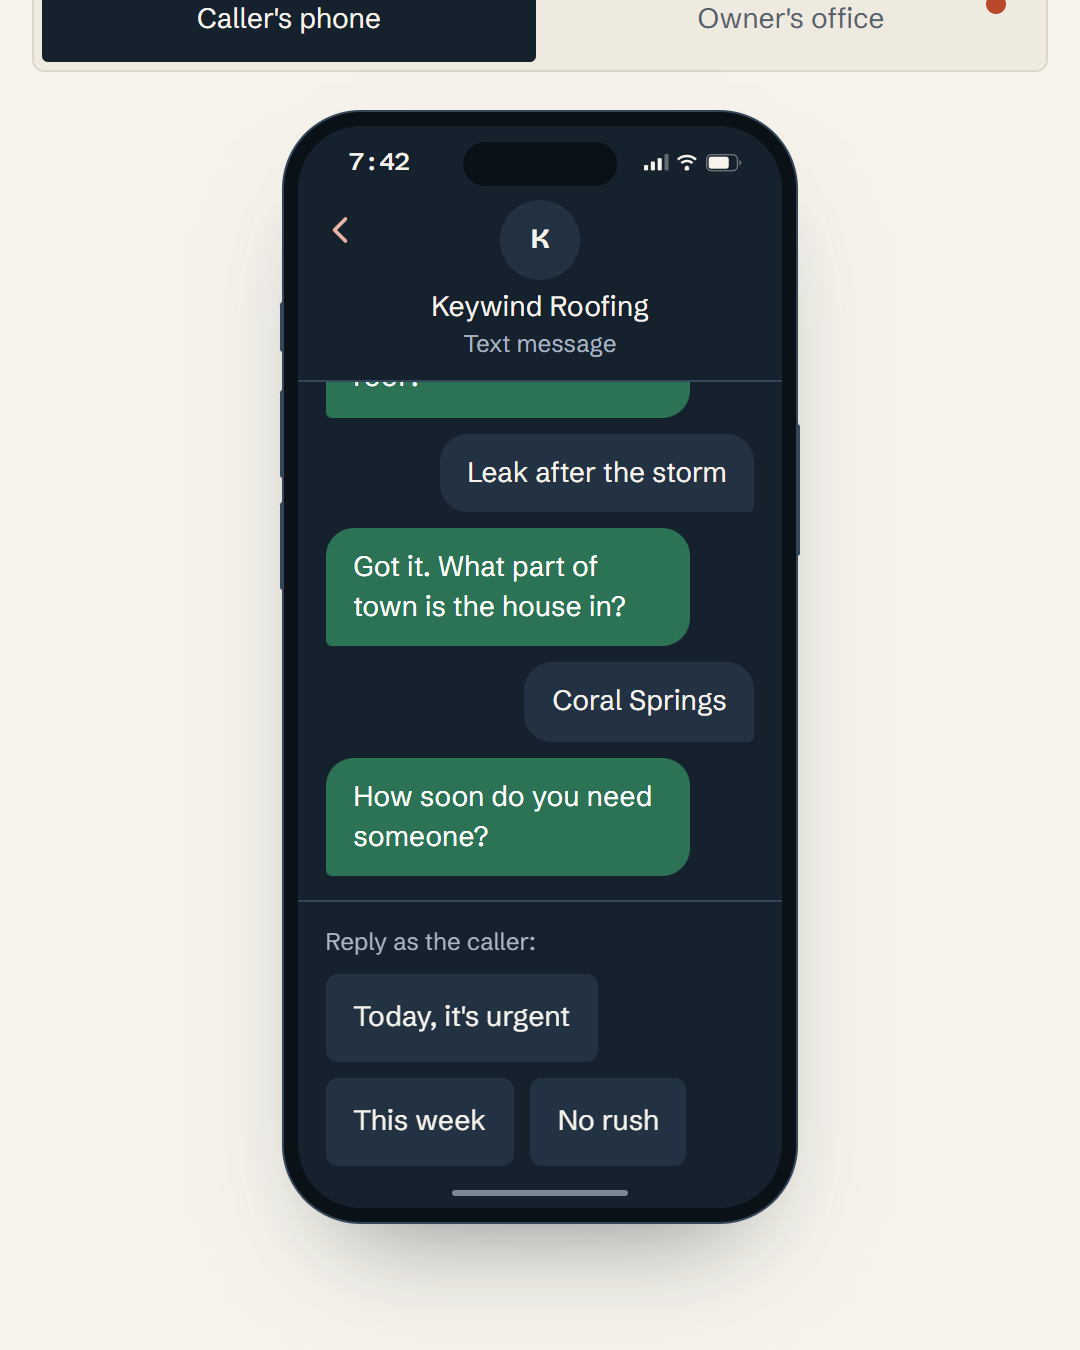 Caller's phone
Owner's office
7:42
K
Keywind Roofing
Text message
Leak after the storm
Got it. What part of
town is the house in?
Coral Springs
How soon do you need
someone?
Reply as the caller:
Today, it's urgent
This week
No rush